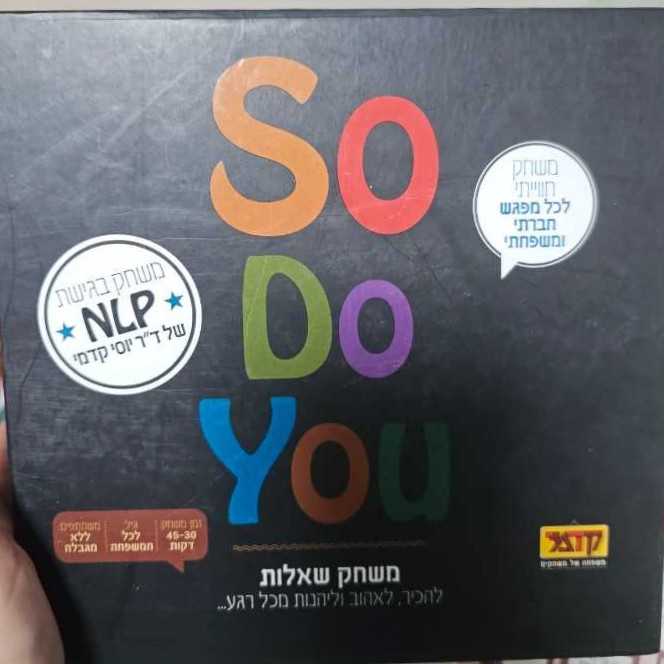 So
Do
You
משחק
חווייתי
לכל מפגש
חברתי
ומשפחתי
משחק בגישת
NLP
של ד"ר יוסי קדמי
זמן משחק
45-30
דקות
גיל:
לכל
המשפחה
משתתפים:
ללא
מגבלה
משחק שאלות
להכיר, לאהוב וליהנות מכל רגע...
קודקוד
משפחה של משחקים